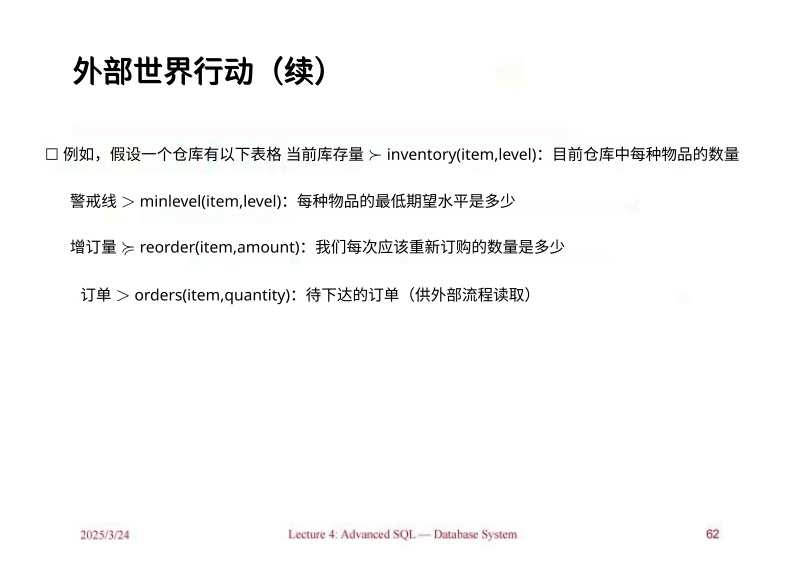 外部世界行动（续）
□ 例如，假设一个仓库有以下表格 当前库存量 ≻ inventory(item,level)：目前仓库中每种物品的数量
警戒线 > minlevel(item,level)：每种物品的最低期望水平是多少
增订量 ≽ reorder(item,amount)：我们每次应该重新订购的数量是多少
订单 > orders(item,quantity)：待下达的订单（供外部流程读取）
2025/3/24 Lecture 4: Advanced SQL — Database System 62